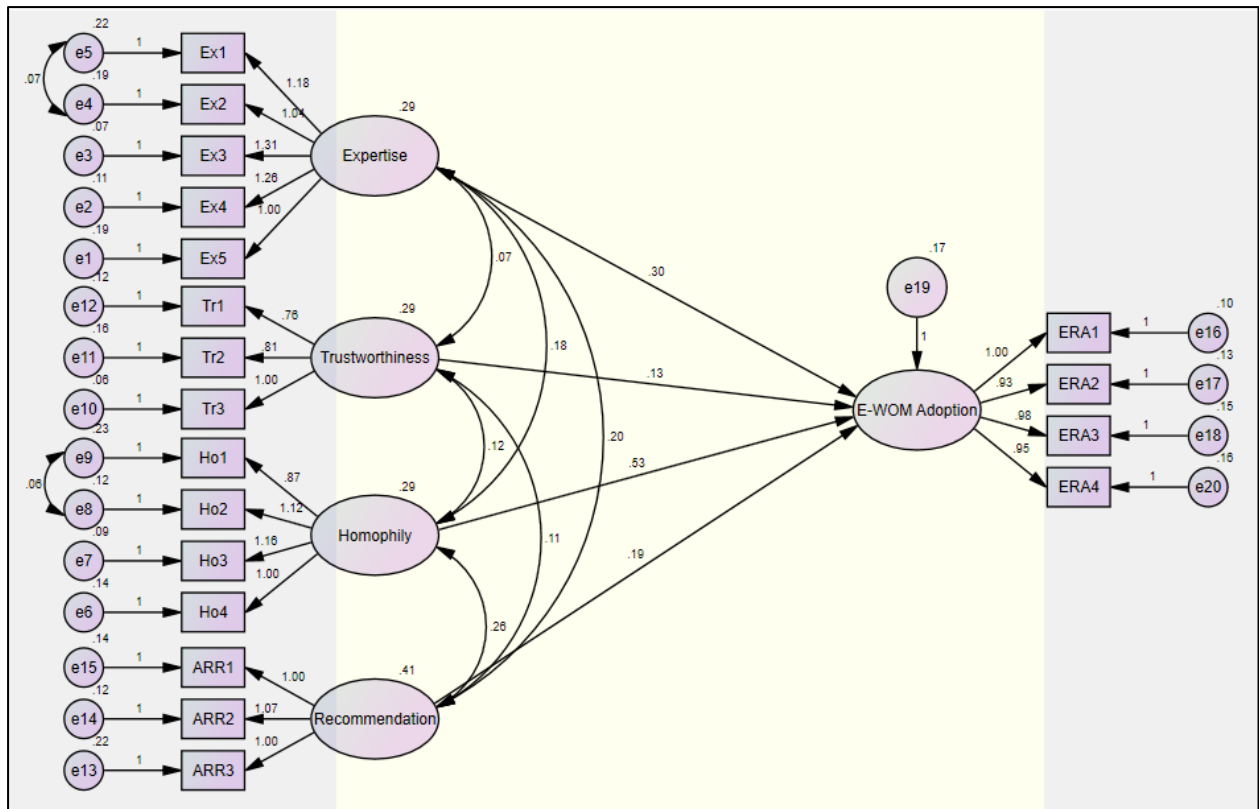 .22
e5 1 Ex1
.07
.19
e4 1 Ex2
.07
e3 1 Ex3
.11
e2 1 Ex4
.19
e1 1 Ex5
1.18
1.04
1.31
1.26
1.00
.29
Expertise
.12
e12 1 Tr1
.16
e11 1 Tr2
.06
e10 1 Tr3
.76
.81
1.00
.29
Trustworthiness
.23
e9 1 Ho1
.06
.12
e8 1 Ho2
.09
e7 1 Ho3
.14
e6 1 Ho4
.87
1.12
1.16
1.00
.29
Homophily
.14
e15 1 ARR1
.12
e14 1 ARR2
.22
e13 1 ARR3
1.00
1.07
1.00
.41
Recommendation
.07
.18
.20
.12
.11
.26
.30
.13
.53
.19
.17
e19
1
E-WOM Adoption
1.00
.93
.98
.95
.10
ERA1 1 e16
.13
ERA2 1 e17
.15
ERA3 1 e18
.16
ERA4 1 e20